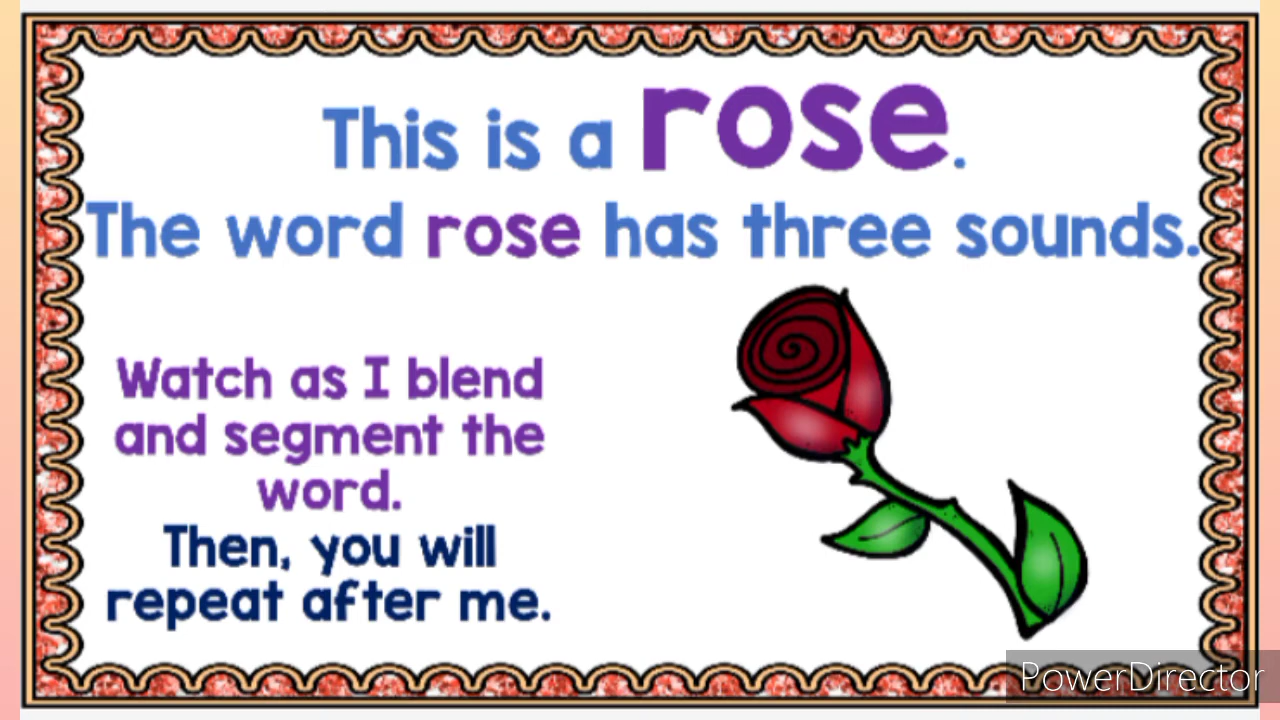 This is a rose.
The word rose has three sounds.
Watch as I blend
and segment the
word.
Then, you will
repeat after me.
PowerDirector